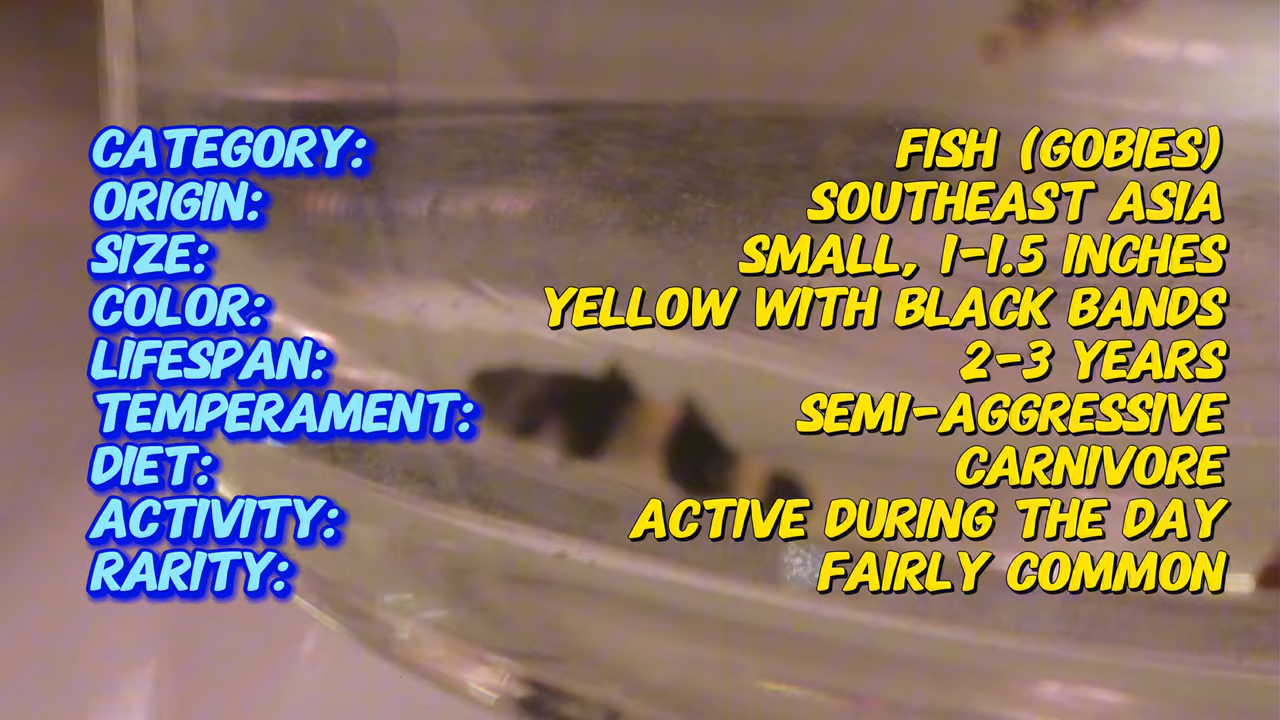 CATEGORY: FISH (GOBIES)
ORIGIN: SOUTHEAST ASIA
SIZE: SMALL, 1-1.5 INCHES
COLOR: YELLOW WITH BLACK BANDS
LIFESPAN: 2-3 YEARS
TEMPERAMENT: SEMI-AGGRESSIVE
DIET: CARNIVORE
ACTIVITY: ACTIVE DURING THE DAY
RARITY: FAIRLY COMMON